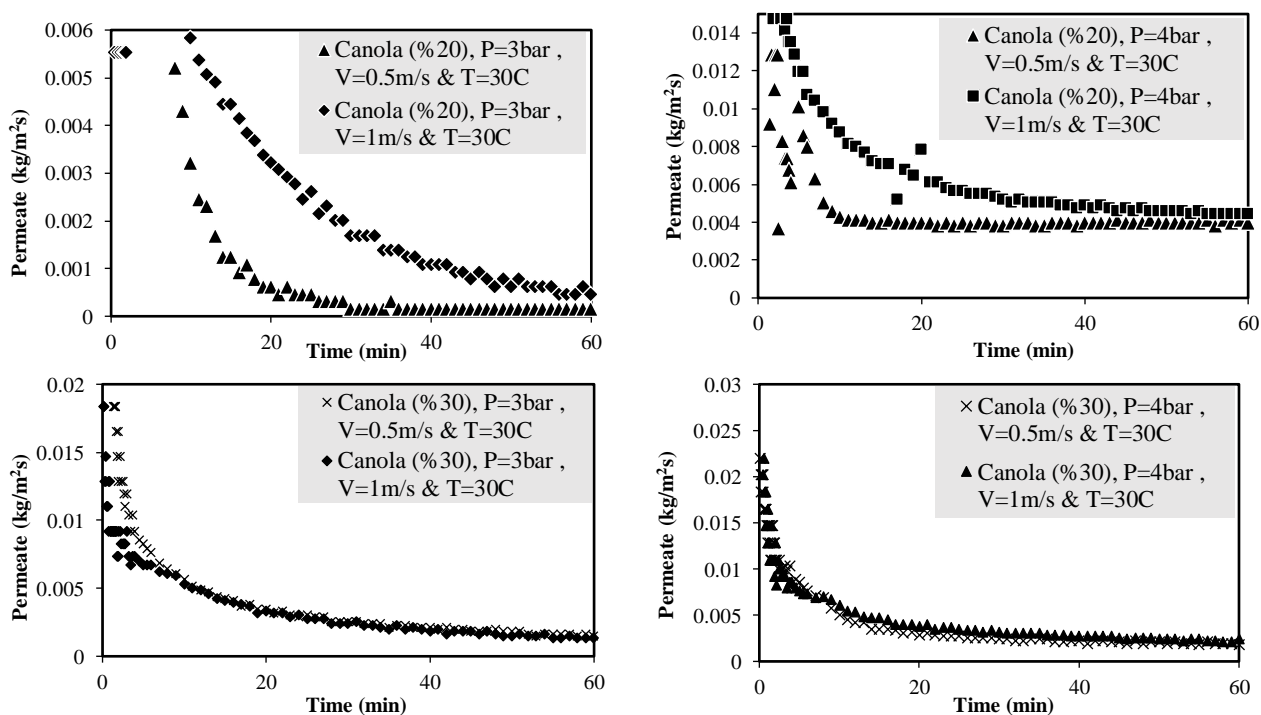 0.006
0.005
0.004
0.003
0.002
0.001
0
Permeate (kg/m²s)
Canola (%20), P=3bar ,
V=0.5m/s & T=30C
Canola (%20), P=3bar ,
V=1m/s & T=30C
0 20 40 60
Time (min)
0.014
0.012
0.01
0.008
0.006
0.004
0.002
0
Permeate (kg/m²s)
Canola (%20), P=4bar ,
V=0.5m/s & T=30C
Canola (%20), P=4bar ,
V=1m/s & T=30C
0 20 40 60
Time (min)
0.02
0.015
0.01
0.005
0
Permeate (kg/m²s)
Canola (%30), P=3bar ,
V=0.5m/s & T=30C
Canola (%30), P=3bar ,
V=1m/s & T=30C
0 20 40 60
Time (min)
0.03
0.025
0.02
0.015
0.01
0.005
0
Permeate (kg/m²s)
Canola (%30), P=4bar ,
V=0.5m/s & T=30C
Canola (%30), P=4bar ,
V=1m/s & T=30C
0 20 40 60
Time (min)